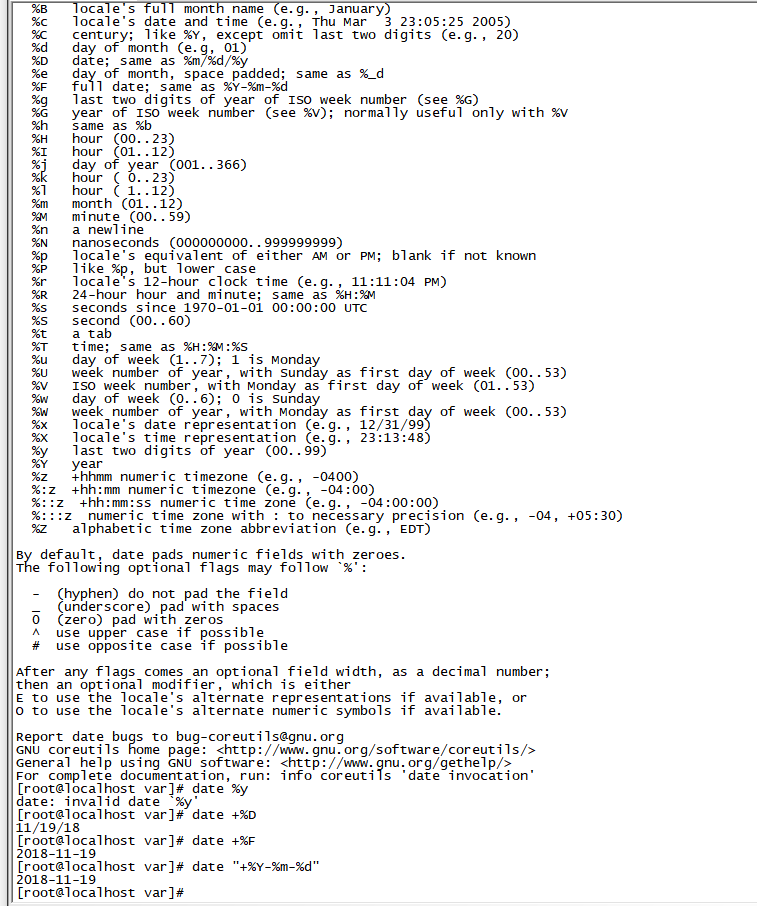 %B   locale's full month name (e.g., January)
%c   locale's date and time (e.g., Thu Mar  3 23:05:25 2005)
%C   century; like %Y, except omit last two digits (e.g., 20)
%d   day of month (e.g, 01)
%D   date; same as %m/%d/%y
%e   day of month, space padded; same as %_d
%F   full date; same as %Y-%m-%d
%g   last two digits of year of ISO week number (see %G)
%G   year of ISO week number (see %V); normally useful only with %V
%h   same as %b
%H   hour (00..23)
%I   hour (01..12)
%j   day of year (001..366)
%k   hour ( 0..23)
%l   hour ( 1..12)
%m   month (01..12)
%M   minute (00..59)
%n   a newline
%N   nanoseconds (000000000..999999999)
%p   locale's equivalent of either AM or PM; blank if not known
%P   like %p, but lower case
%r   locale's 12-hour clock time (e.g., 11:11:04 PM)
%R   24-hour hour and minute; same as %H:%M
%s   seconds since 1970-01-01 00:00:00 UTC
%S   second (00..60)
%t   a tab
%T   time; same as %H:%M:%S
%u   day of week (1..7); 1 is Monday
%U   week number of year, with Sunday as first day of week (00..53)
%V   ISO week number, with Monday as first day of week (01..53)
%w   day of week (0..6); 0 is Sunday
%W   week number of year, with Monday as first day of week (00..53)
%x   locale's date representation (e.g., 12/31/99)
%X   locale's time representation (e.g., 23:13:48)
%y   last two digits of year (00..99)
%Y   year
%z   +hhmm numeric timezone (e.g., -0400)
%:z  +hh:mm numeric timezone (e.g., -04:00)
%::z  +hh:mm:ss numeric time zone (e.g., -04:00:00)
%:::z  numeric time zone with : to necessary precision (e.g., -04, +05:30)
%Z   alphabetic time zone abbreviation (e.g., EDT)
By default, date pads numeric fields with zeroes.
The following optional flags may follow `%':
-  (hyphen) do not pad the field
_  (underscore) pad with spaces
0  (zero) pad with zeros
^  use upper case if possible
#  use opposite case if possible
After any flags comes an optional field width, as a decimal number;
then an optional modifier, which is either
E to use the locale's alternate representations if available, or
O to use the locale's alternate numeric symbols if available.
Report date bugs to bug-coreutils@gnu.org
GNU coreutils home page: <http://www.gnu.org/software/coreutils/>
General help using GNU software: <http://www.gnu.org/gethelp/>
For complete documentation, run: info coreutils 'date invocation'
[root@localhost var]# date %y
date: invalid date `%y'
[root@localhost var]# date +%D
11/19/18
[root@localhost var]# date +%F
2018-11-19
[root@localhost var]# date "+%Y-%m-%d"
2018-11-19
[root@localhost var]#